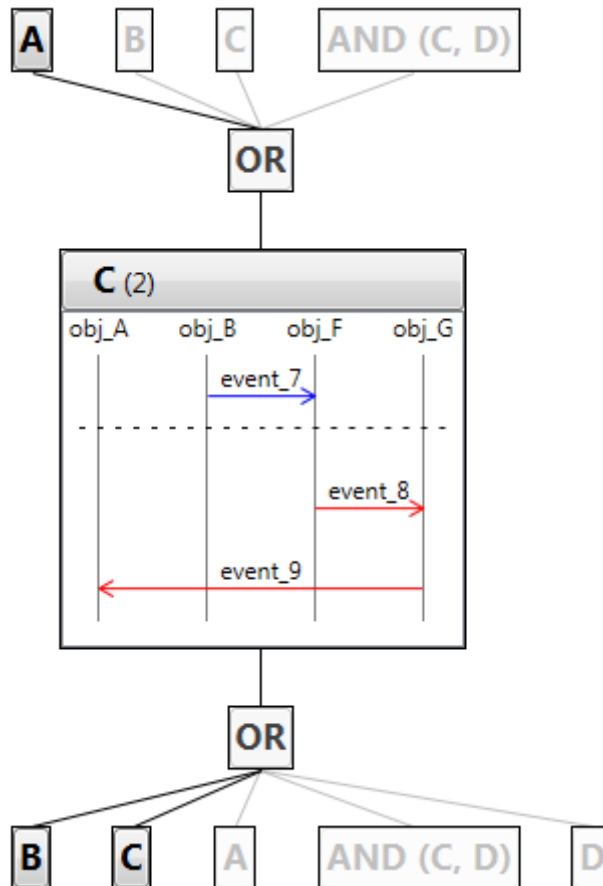 A B C AND (C, D)
OR
C (2)
obj_A obj_B obj_F obj_G
event_7
event_8
event_9
OR
B C A AND (C, D) D